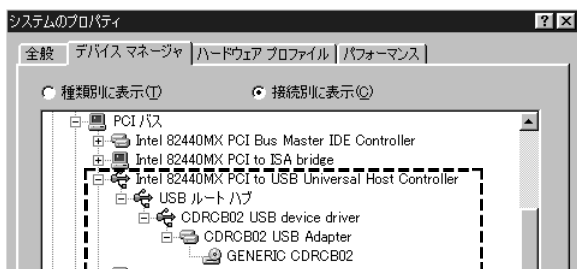 システムのプロパティ
全般 デバイス マネージャ ハードウェア プロファイル パフォーマンス
種類別に表示(T) 接続別に表示(C)
PCI バス
Intel 82440MX PCI Bus Master IDE Controller
Intel 82440MX PCI to ISA bridge
Intel 82440MX PCI to USB Universal Host Controller
USB ルート ハブ
CDRCB02 USB device driver
CDRCB02 USB Adapter
GENERIC CDRCB02